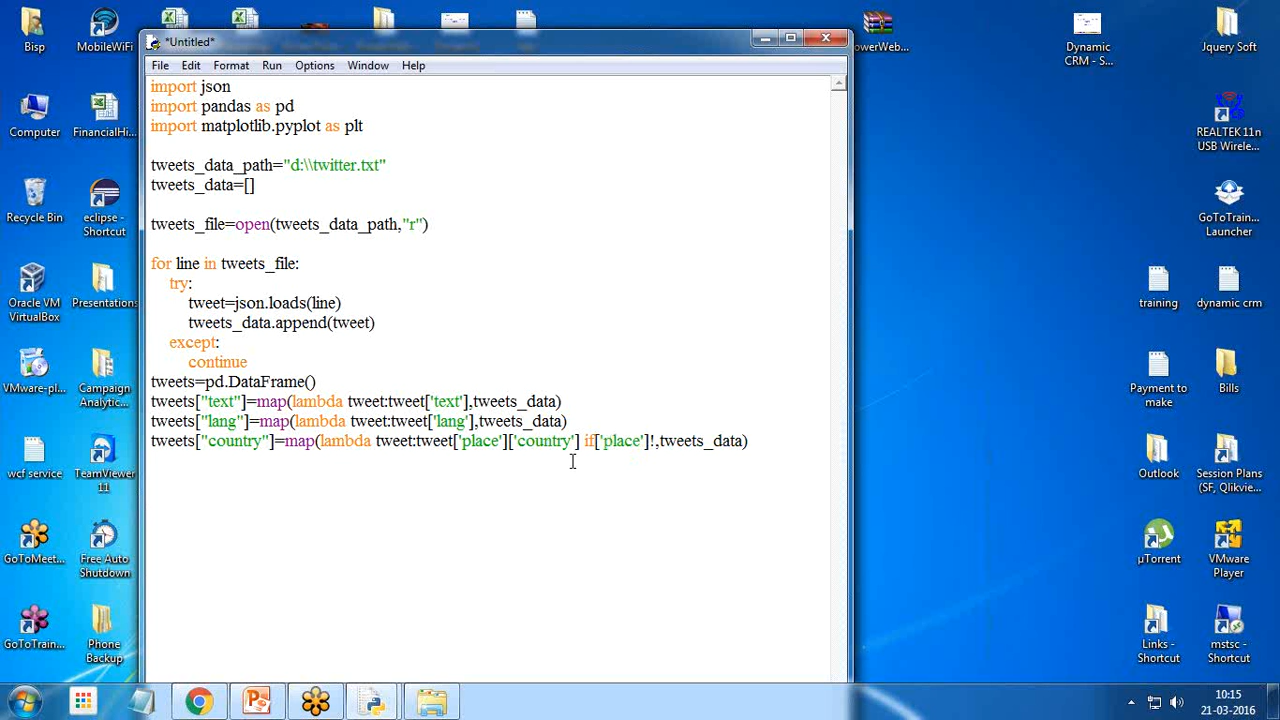 Bisp
MobileWiFi
owerWeb...
Dynamic
CRM - S...
Jquery Soft
*Untitled*
File Edit Format Run Options Window Help
import json
import pandas as pd
import matplotlib.pyplot as plt
tweets_data_path="d:\\twitter.txt"
tweets_data=[]
tweets_file=open(tweets_data_path,"r")
for line in tweets_file:
try:
tweet=json.loads(line)
tweets_data.append(tweet)
except:
continue
tweets=pd.DataFrame()
tweets["text"]=map(lambda tweet:tweet['text'],tweets_data)
tweets["lang"]=map(lambda tweet:tweet['lang'],tweets_data)
tweets["country"]=map(lambda tweet:tweet['place']['country'] if['place']!,tweets_data)
Computer
FinancialHi...
REALTEK 11n
USB Wirele...
Recycle Bin
eclipse -
Shortcut
GoToTrain...
Launcher
Oracle VM
VirtualBox
Presentations
training
dynamic crm
VMware-pl...
Campaign
Analytic...
Payment to
make
Bills
wcf service
TeamViewer
11
Outlook
Session Plans
(SF, Qlikvie...
GoToMeet...
Free Auto
Shutdown
µTorrent
VMware
Player
GoToTrain...
Phone
Backup
Links -
Shortcut
mstsc -
Shortcut
10:15
21-03-2016